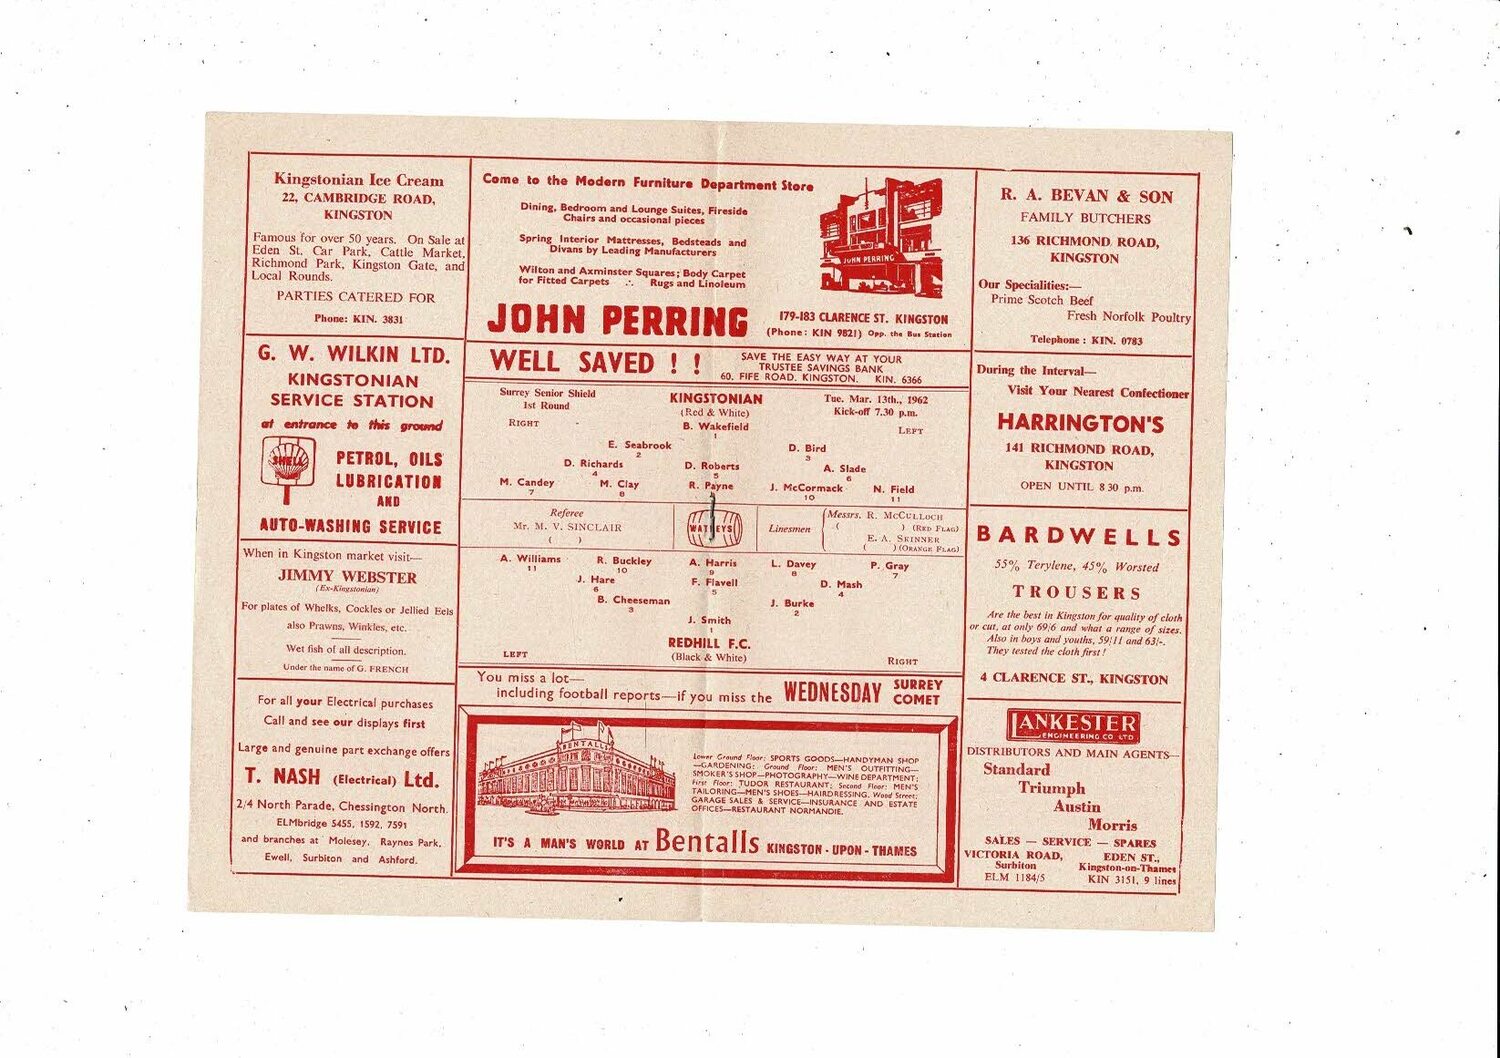 Kingstonian Ice Cream
22, CAMBRIDGE ROAD,
KINGSTON
Famous for over 50 years. On Sale at
Eden St. Car Park, Cattle Market,
Richmond Park, Kingston Gate, and
Local Rounds.
PARTIES CATERED FOR
Phone: KIN. 3831
G. W. WILKIN LTD.
KINGSTONIAN
SERVICE STATION
at entrance to this ground
SHELL
PETROL, OILS
LUBRICATION
AND
AUTO-WASHING SERVICE
When in Kingston market visit—
JIMMY WEBSTER
(Ex-Kingstonian)
For plates of Whelks, Cockles or Jellied Eels
also Prawns, Winkles, etc.
Wet fish of all description.
Under the name of G. FRENCH
For all your Electrical purchases
Call and see our displays first
Large and genuine part exchange offers
T. NASH (Electrical) Ltd.
2/4 North Parade, Chessington North.
ELMbridge 5455, 1592, 7591
and branches at Molesey, Raynes Park,
Ewell, Surbiton and Ashford.
Come to the Modern Furniture Department Store
Dining, Bedroom and Lounge Suites, Fireside
Chairs and occasional pieces
Spring Interior Mattresses, Bedsteads and
Divans by Leading Manufacturers
Wilton and Axminster Squares; Body Carpet
for Fitted Carpets ∴ Rugs and Linoleum
JOHN PERRING
JOHN PERRING
179-183 CLARENCE ST. KINGSTON
(Phone: KIN 9821) Opp. the Bus Station
WELL SAVED ! !
SAVE THE EASY WAY AT YOUR
TRUSTEE SAVINGS BANK
60, FIFE ROAD, KINGSTON. KIN. 6366
Surrey Senior Shield
1st Round
KINGSTONIAN
(Red & White)
Tue. Mar. 13th., 1962
Kick-off 7.30 p.m.
RIGHT
B. Wakefield
1
LEFT
E. Seabrook
2
D. Bird
3
D. Richards
4
D. Roberts
5
A. Slade
6
M. Candey
7
M. Clay
8
R. Payne
J. McCormack
10
N. Field
11
Referee
Mr. M. V. SINCLAIR
( )
WATNEYS
Linesmen
Messrs. R. McCULLOCH
( ) (RED FLAG)
E. A. SKINNER
( ) (ORANGE FLAG)
A. Williams
11
R. Buckley
10
A. Harris
9
L. Davey
8
P. Gray
7
J. Hare
6
F. Flavell
5
D. Mash
4
B. Cheeseman
3
J. Burke
2
J. Smith
1
REDHILL F.C.
(Black & White)
LEFT
RIGHT
You miss a lot—
including football reports—if you miss the WEDNESDAY SURREY COMET
BENTALLS
Lower Ground Floor: SPORTS GOODS—HANDYMAN SHOP
—GARDENING: Ground Floor: MEN'S OUTFITTING—
SMOKER'S SHOP—PHOTOGRAPHY—WINE DEPARTMENT;
First Floor: TUDOR RESTAURANT; Second Floor: MEN'S
TAILORING—MEN'S SHOES—HAIRDRESSING. Wood Street:
GARAGE SALES & SERVICE—INSURANCE AND ESTATE
OFFICES—RESTAURANT NORMANDIE.
IT'S A MAN'S WORLD AT Bentalls KINGSTON - UPON - THAMES
R. A. BEVAN & SON
FAMILY BUTCHERS
136 RICHMOND ROAD,
KINGSTON
Our Specialities:—
Prime Scotch Beef
Fresh Norfolk Poultry
Telephone : KIN. 0783
During the Interval—
Visit Your Nearest Confectioner
HARRINGTON'S
141 RICHMOND ROAD,
KINGSTON
OPEN UNTIL 8 30 p.m.
BARDWELLS
55% Terylene, 45% Worsted
TROUSERS
Are the best in Kingston for quality of cloth
or cut, at only 69/6 and what a range of sizes.
Also in boys and youths, 59/11 and 63/-.
They tested the cloth first !
4 CLARENCE ST., KINGSTON
LANKESTER
ENGINEERING CO LTD.
DISTRIBUTORS AND MAIN AGENTS—
Standard
Triumph
Austin
Morris
SALES — SERVICE — SPARES
VICTORIA ROAD,
Surbiton
ELM 1184/5
EDEN ST.,
Kingston-on-Thames
KIN 3151, 9 lines